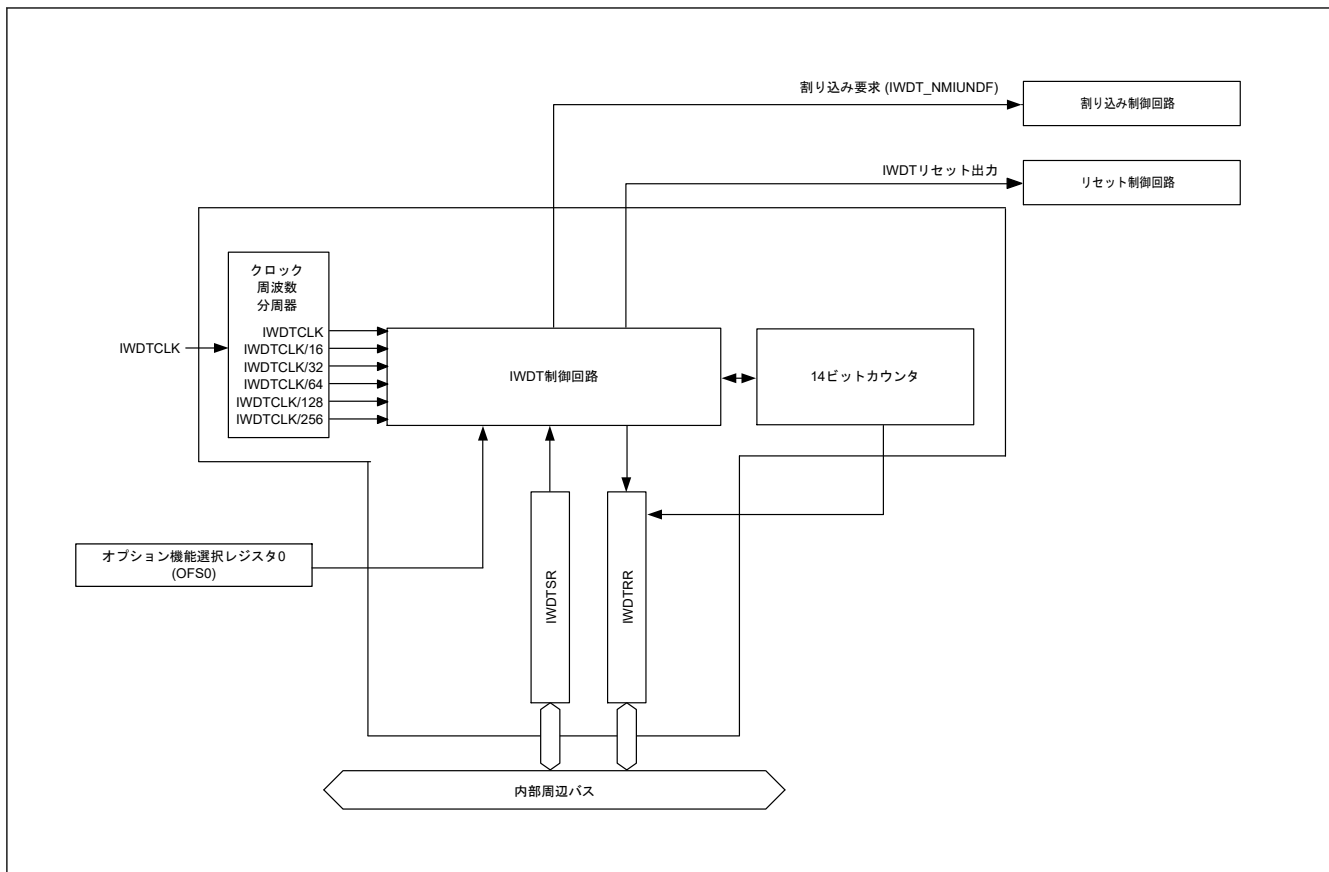 割り込み要求 (IWDT_NMIUNDF)
割り込み制御回路
IWDTリセット出力
リセット制御回路
クロック
周波数
分周器
IWDTCLK
IWDTCLK
IWDTCLK/16
IWDTCLK/32
IWDTCLK/64
IWDTCLK/128
IWDTCLK/256
IWDT制御回路
14ビットカウンタ
オプション機能選択レジスタ0
(OFS0)
IWDTSR
IWDTRR
内部周辺バス